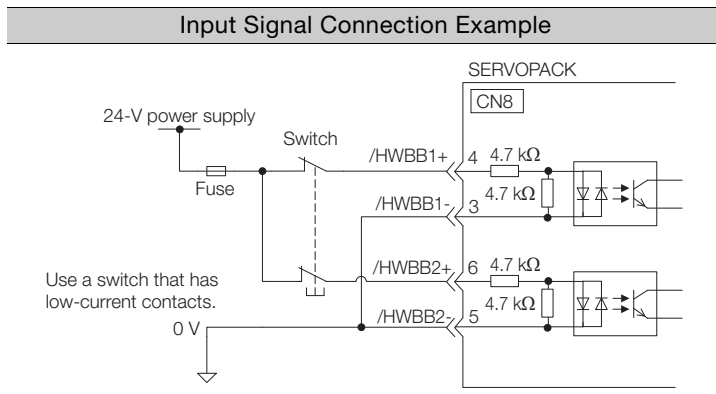 Input Signal Connection Example
SERVOPACK
CN8
24-V power supply
Switch
Fuse
/HWBB1+ 4 4.7 kΩ
4.7 kΩ
/HWBB1- 3
/HWBB2+ 6 4.7 kΩ
4.7 kΩ
Use a switch that has
low-current contacts.
0 V
/HWBB2- 5